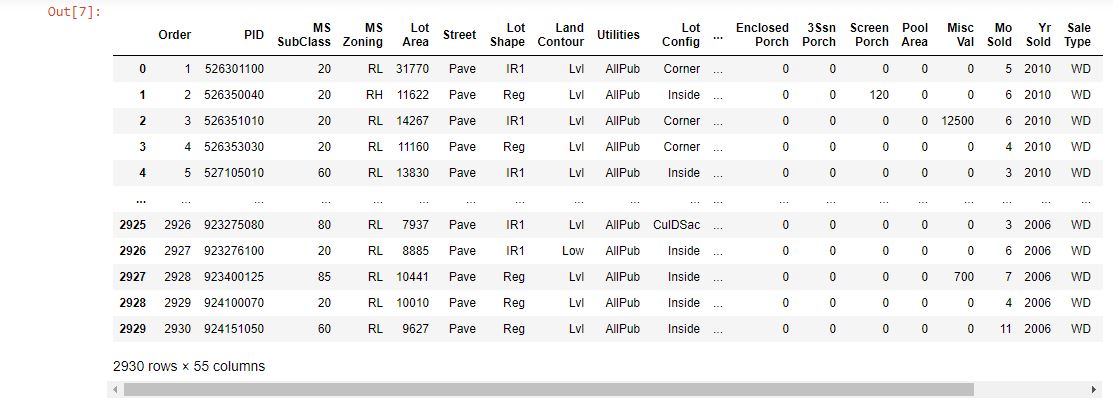 Out[7]:
Order PID MS SubClass MS Zoning Lot Area Street Lot Shape Land Contour Utilities Lot Config ... Enclosed Porch 3Ssn Porch Screen Porch Pool Area Misc Val Mo Sold Yr Sold Sale Type
0 1 526301100 20 RL 31770 Pave IR1 Lvl AllPub Corner ... 0 0 0 0 0 5 2010 WD
1 2 526350040 20 RH 11622 Pave Reg Lvl AllPub Inside ... 0 0 120 0 0 6 2010 WD
2 3 526351010 20 RL 14267 Pave IR1 Lvl AllPub Corner ... 0 0 0 0 12500 6 2010 WD
3 4 526353030 20 RL 11160 Pave Reg Lvl AllPub Corner ... 0 0 0 0 0 4 2010 WD
4 5 527105010 60 RL 13830 Pave IR1 Lvl AllPub Inside ... 0 0 0 0 0 3 2010 WD
... ... ... ... ... ... ... ... ... ... ... ... ... ... ... ... ... ... ... ...
2925 2926 923275080 80 RL 7937 Pave IR1 Lvl AllPub CulDSac ... 0 0 0 0 0 3 2006 WD
2926 2927 923276100 20 RL 8885 Pave IR1 Low AllPub Inside ... 0 0 0 0 0 6 2006 WD
2927 2928 923400125 85 RL 10441 Pave Reg Lvl AllPub Inside ... 0 0 0 0 700 7 2006 WD
2928 2929 924100070 20 RL 10010 Pave Reg Lvl AllPub Inside ... 0 0 0 0 0 4 2006 WD
2929 2930 924151050 60 RL 9627 Pave Reg Lvl AllPub Inside ... 0 0 0 0 0 11 2006 WD
2930 rows × 55 columns